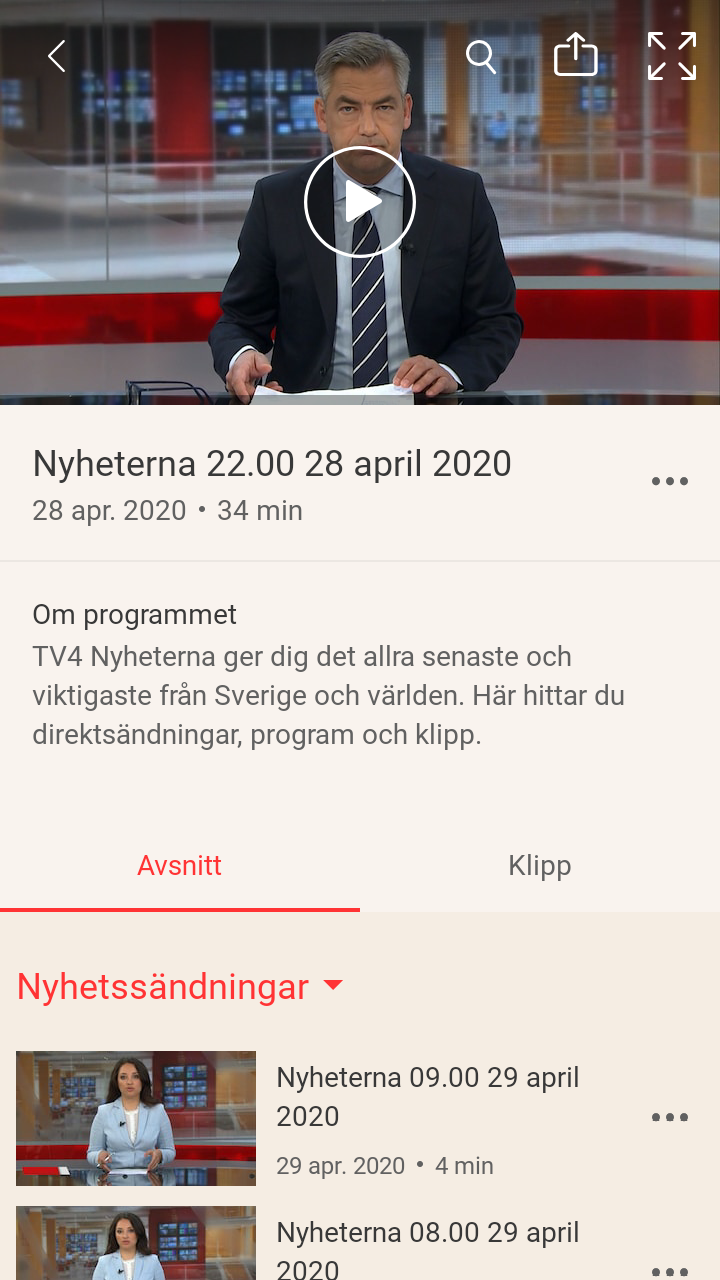 Nyheterna 22.00 28 april 2020
28 apr. 2020 • 34 min
Om programmet
TV4 Nyheterna ger dig det allra senaste och
viktigaste från Sverige och världen. Här hittar du
direktsändningar, program och klipp.
Avsnitt
Klipp
Nyhetssändningar
Nyheterna 09.00 29 april
2020
29 apr. 2020 • 4 min
Nyheterna 08.00 29 april
2020